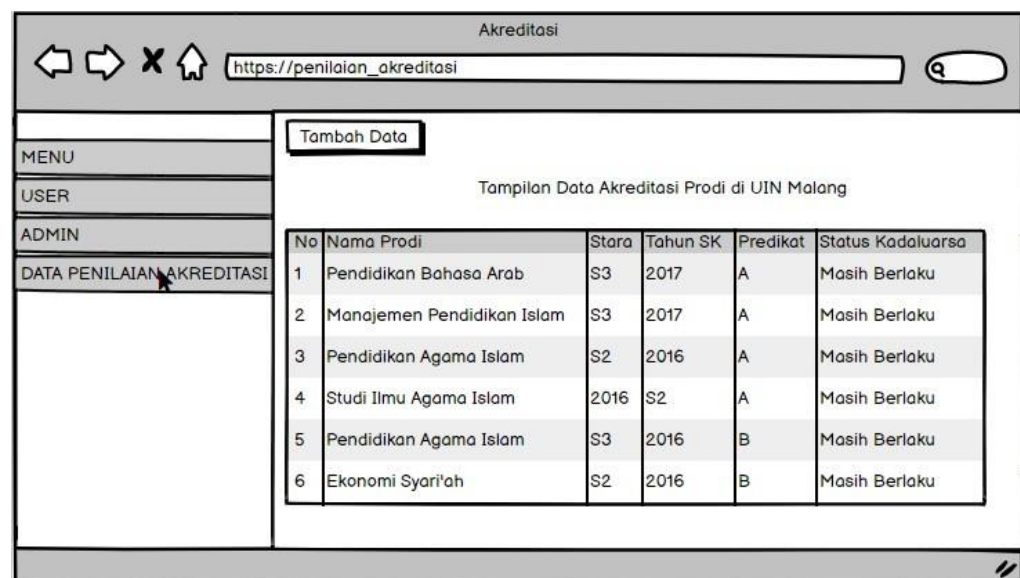 Akreditasi
https://penilaian_akreditasi
MENU
USER
ADMIN
DATA PENILAIAN AKREDITASI
Tambah Data
Tampilan Data Akreditasi Prodi di UIN Malang
No Nama Prodi Stara Tahun SK Predikat Status Kadaluarsa
1 Pendidikan Bahasa Arab S3 2017 A Masih Berlaku
2 Manajemen Pendidikan Islam S3 2017 A Masih Berlaku
3 Pendidikan Agama Islam S2 2016 A Masih Berlaku
4 Studi Ilmu Agama Islam 2016 S2 A Masih Berlaku
5 Pendidikan Agama Islam S3 2016 B Masih Berlaku
6 Ekonomi Syari'ah S2 2016 B Masih Berlaku